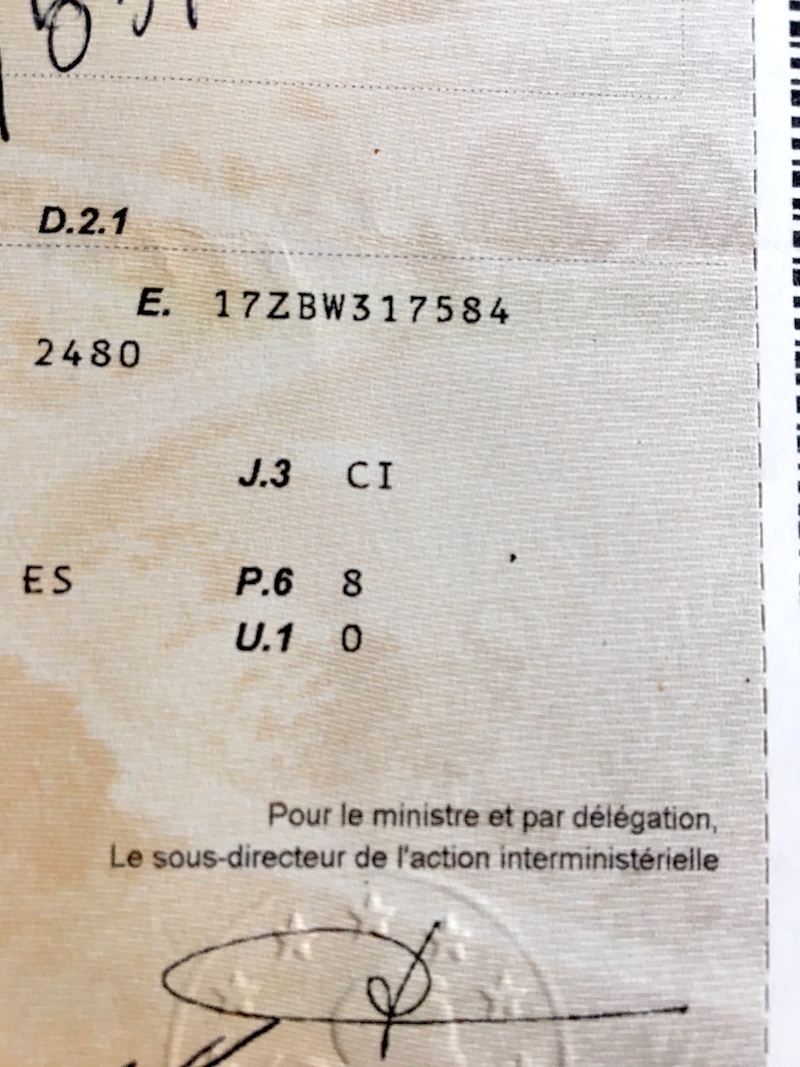 D.2.1
E. 17ZBW317584
2480
J.3 CI
ES P.6 8
U.1 0
Pour le ministre et par délégation,
Le sous-directeur de l'action interministérielle